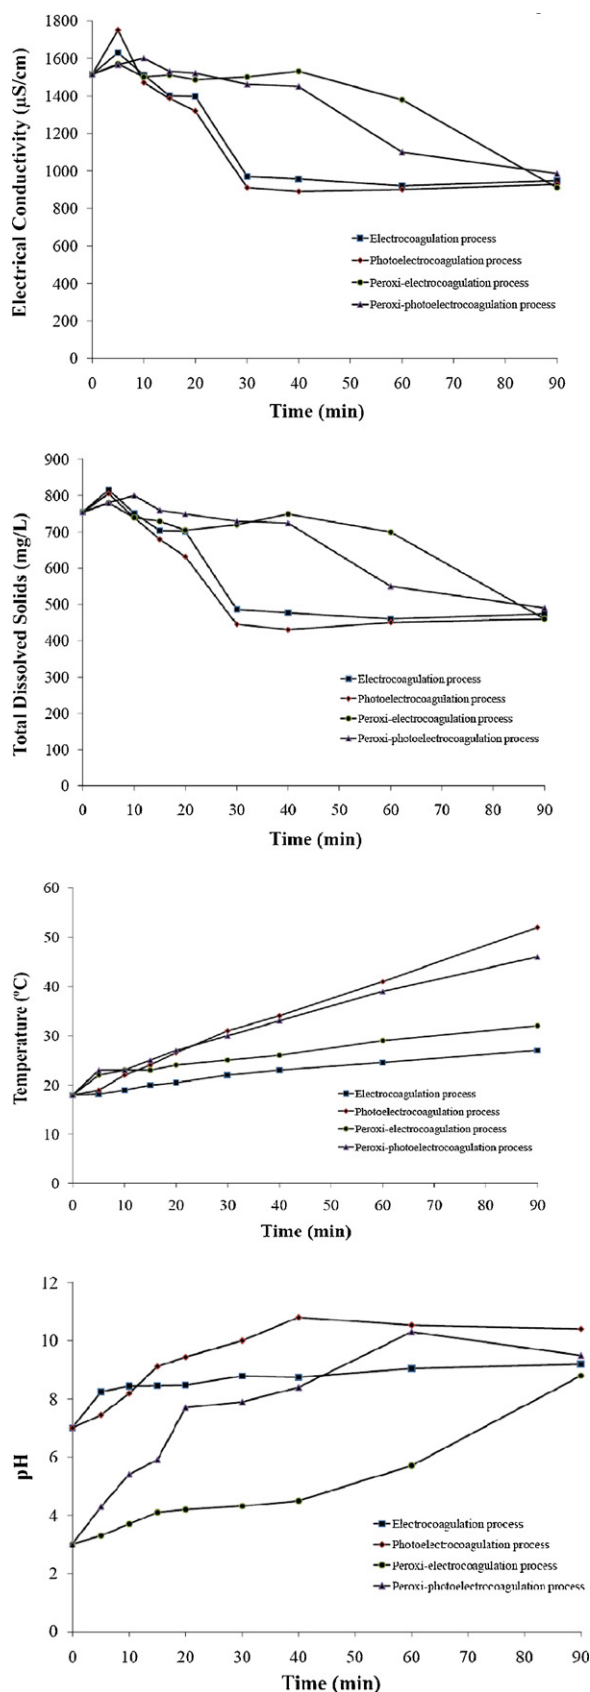 Electrical Conductivity (µS/cm)
1800
1600
1400
1200
1000
800
600
400
200
0
Electrocoagulation process
Photoelectrocoagulation process
Peroxi-electrocoagulation process
Peroxi-photoelectrocoagulation process
0 10 20 30 40 50 60 70 80 90
Time (min)
Total Dissolved Solids (mg/L)
900
800
700
600
500
400
300
200
100
0
Electrocoagulation process
Photoelectrocoagulation process
Peroxi-electrocoagulation process
Peroxi-photoelectrocoagulation process
0 10 20 30 40 50 60 70 80 90
Time (min)
Temperature (ºC)
60
50
40
30
20
10
0
Electrocoagulation process
Photoelectrocoagulation process
Peroxi-electrocoagulation process
Peroxi-photoelectrocoagulation process
0 10 20 30 40 50 60 70 80 90
Time (min)
pH
12
10
8
6
4
2
0
Electrocoagulation process
Photoelectrocoagulation process
Peroxi-electrocoagulation process
Peroxi-photoelectrocoagulation process
0 10 20 30 40 50 60 70 80 90
Time (min)